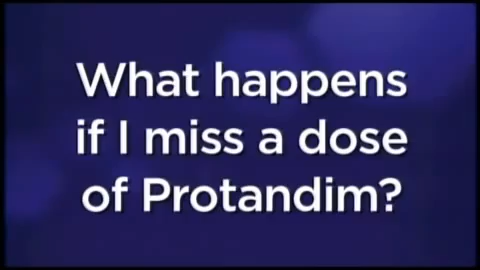 What happens
if I miss a dose
of Protandim?